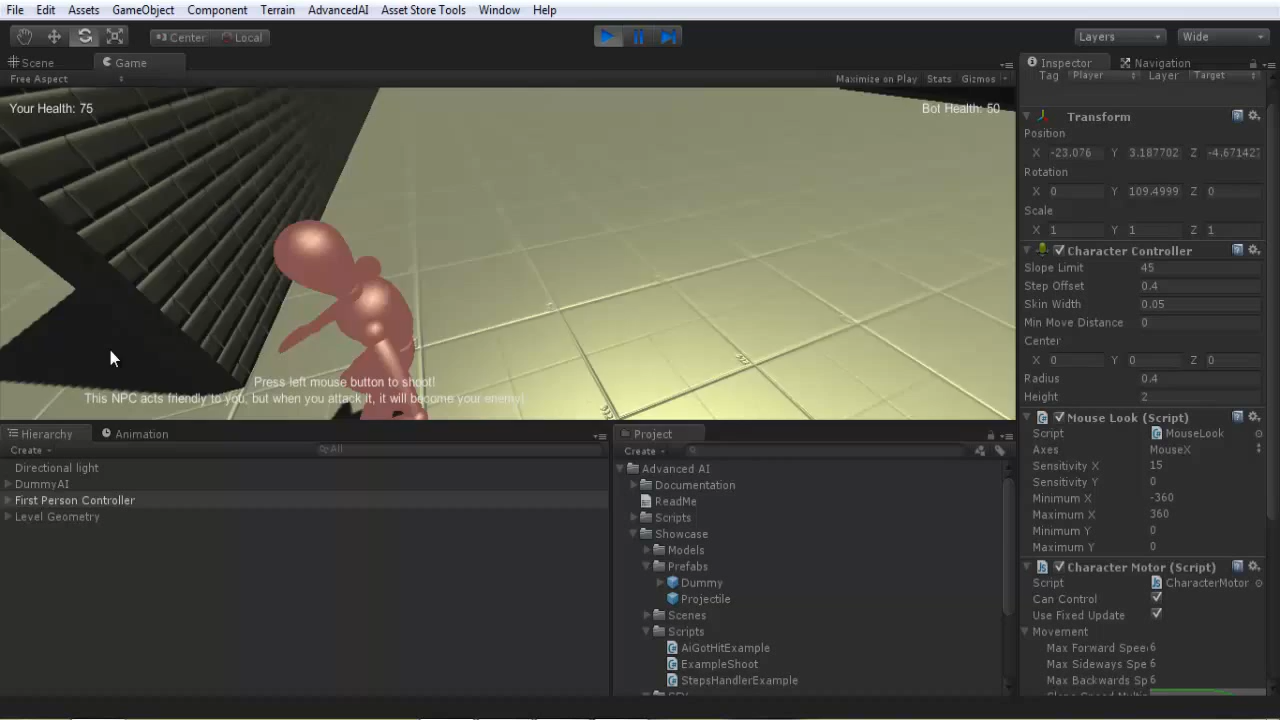 File Edit Assets GameObject Component Terrain AdvancedAI Asset Store Tools Window Help
Center Local Layers Wide
Scene Game
Free Aspect Maximize on Play Stats Gizmos
Your Health: 75 Bot Health: 50
Press left mouse button to shoot!
This NPC acts friendly to you, but when you attack it, it will become your enemy!
Hierarchy Animation
Create All
Directional light
DummyAI
First Person Controller
Level Geometry
Project
Create
Advanced AI
Documentation
ReadMe
Scripts
Showcase
Models
Prefabs
Dummy
Projectile
Scenes
Scripts
AiGotHitExample
ExampleShoot
StepsHandlerExample
Inspector Navigation
Tag Player Layer Target
Transform
Position
X -23.076 Y 3.187702 Z -4.671427
Rotation
X 0 Y 109.4999 Z 0
Scale
X 1 Y 1 Z 1
Character Controller
Slope Limit 45
Step Offset 0.4
Skin Width 0.05
Min Move Distance 0
Center
X 0 Y 0 Z 0
Radius 0.4
Height 2
Mouse Look (Script)
Script MouseLook
Axes MouseX
Sensitivity X 15
Sensitivity Y 0
Minimum X -360
Maximum X 360
Minimum Y 0
Maximum Y 0
Character Motor (Script)
Script CharacterMotor
Can Control
Use Fixed Update
Movement
Max Forward Spee 6
Max Sideways Spe 6
Max Backwards Sp 6